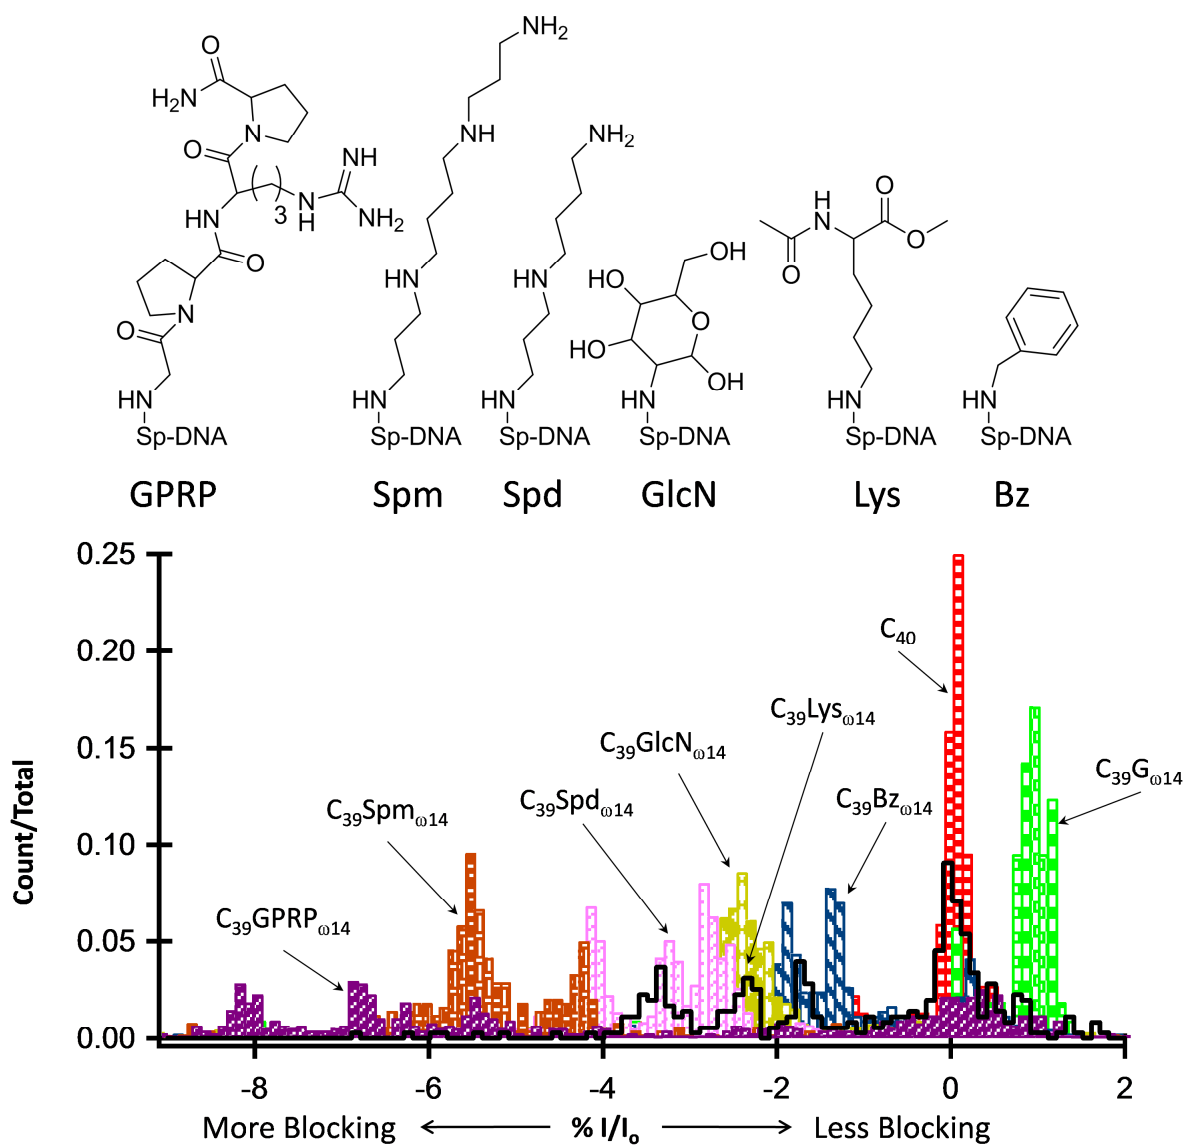 NH₂
O
H₂N
N
O
NH
N
H
NH₂
3
HN
O
N
O
HN
Sp-DNA
NH₂
NH
HN
HN
Sp-DNA
NH₂
HN
HN
Sp-DNA
OH
HO
O
HO
OH
HN
Sp-DNA
H
N
O
O
O
HN
Sp-DNA
HN
Sp-DNA
GPRP Spm Spd GlcN Lys Bz
Count/Total
0.25
0.20
0.15
0.10
0.05
0.00
C₄₀
C₃₉Lysω14
C₃₉GlcNω14
C₃₉Gω14
C₃₉Spdω14
C₃₉Bzω14
C₃₉Spmω14
C₃₉GPRPω14
-8 -6 -4 -2 0 2
More Blocking % I/Iₒ Less Blocking